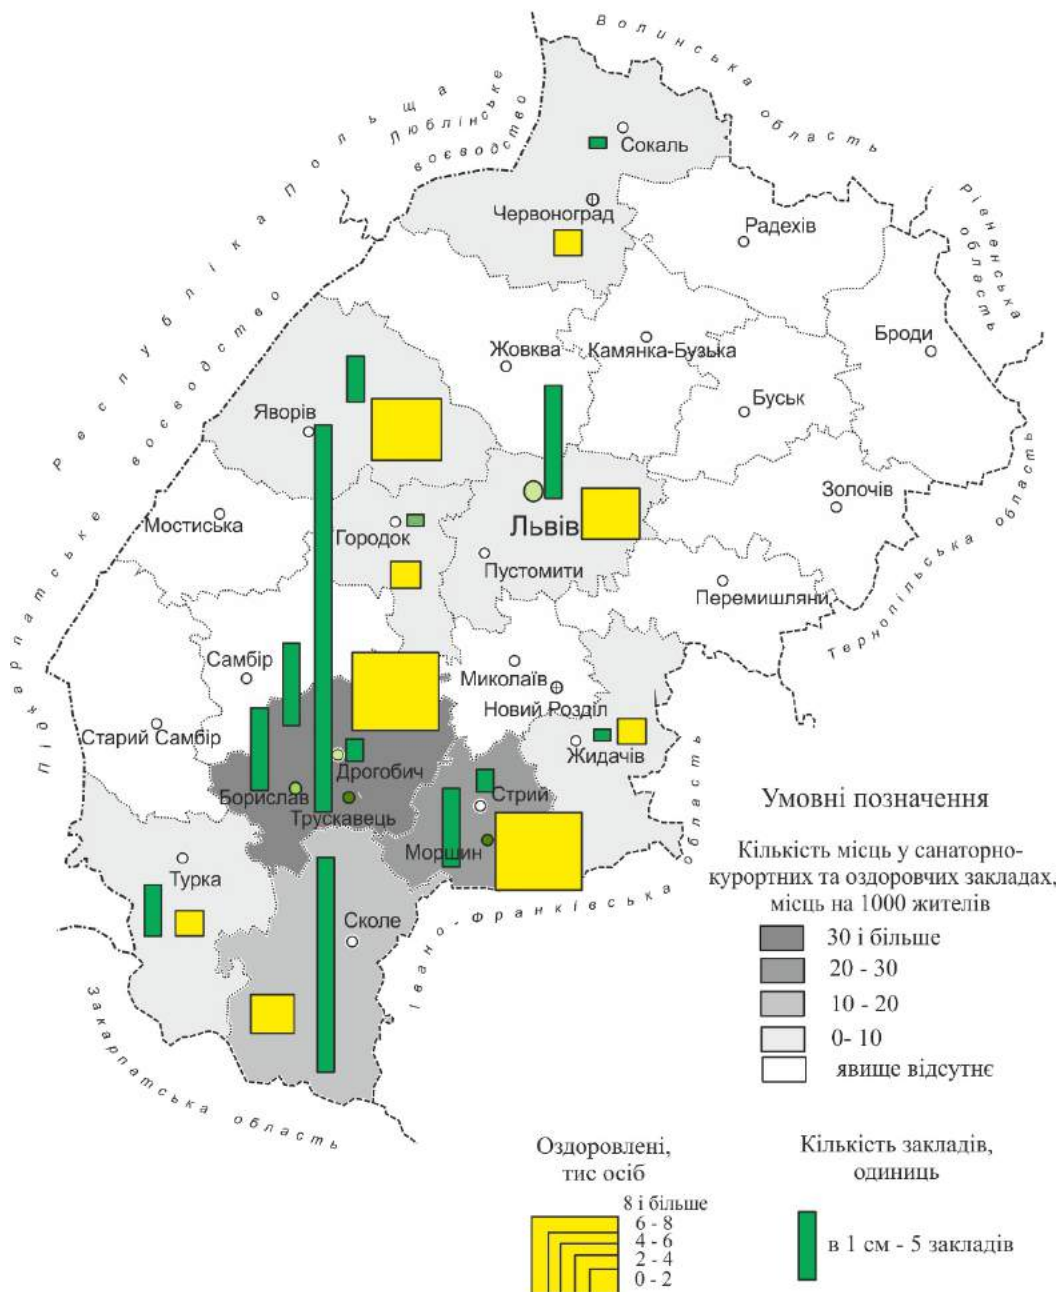 Волинська область
Республіка Польща
Люблінське
воєводство
Рівненська
область
Підкарпатське воєводство
Сокаль
Червоноград
Радехів
Броди
Жовква
Камянка-Бузька
Буськ
Яворів
Золочів
Мостиська
Городок
Львів
Пустомити
Перемишляни
Тернопільська область
Самбір
Миколаїв
Новий Розділ
Старий Самбір
Дрогобич
Жидачів
Борислав
Трускавець
Стрий
Моршин
Турка
Сколе
Івано-Франківська область
Закарпатська область
Умовні позначення
Кількість місць у санаторно-
курортних та оздоровчих закладах,
місць на 1000 жителів
30 і більше
20 - 30
10 - 20
0- 10
явище відсутнє
Оздоровлені,
тис осіб
8 і більше
6 - 8
4 - 6
2 - 4
0 - 2
Кількість закладів,
одиниць
в 1 см - 5 закладів